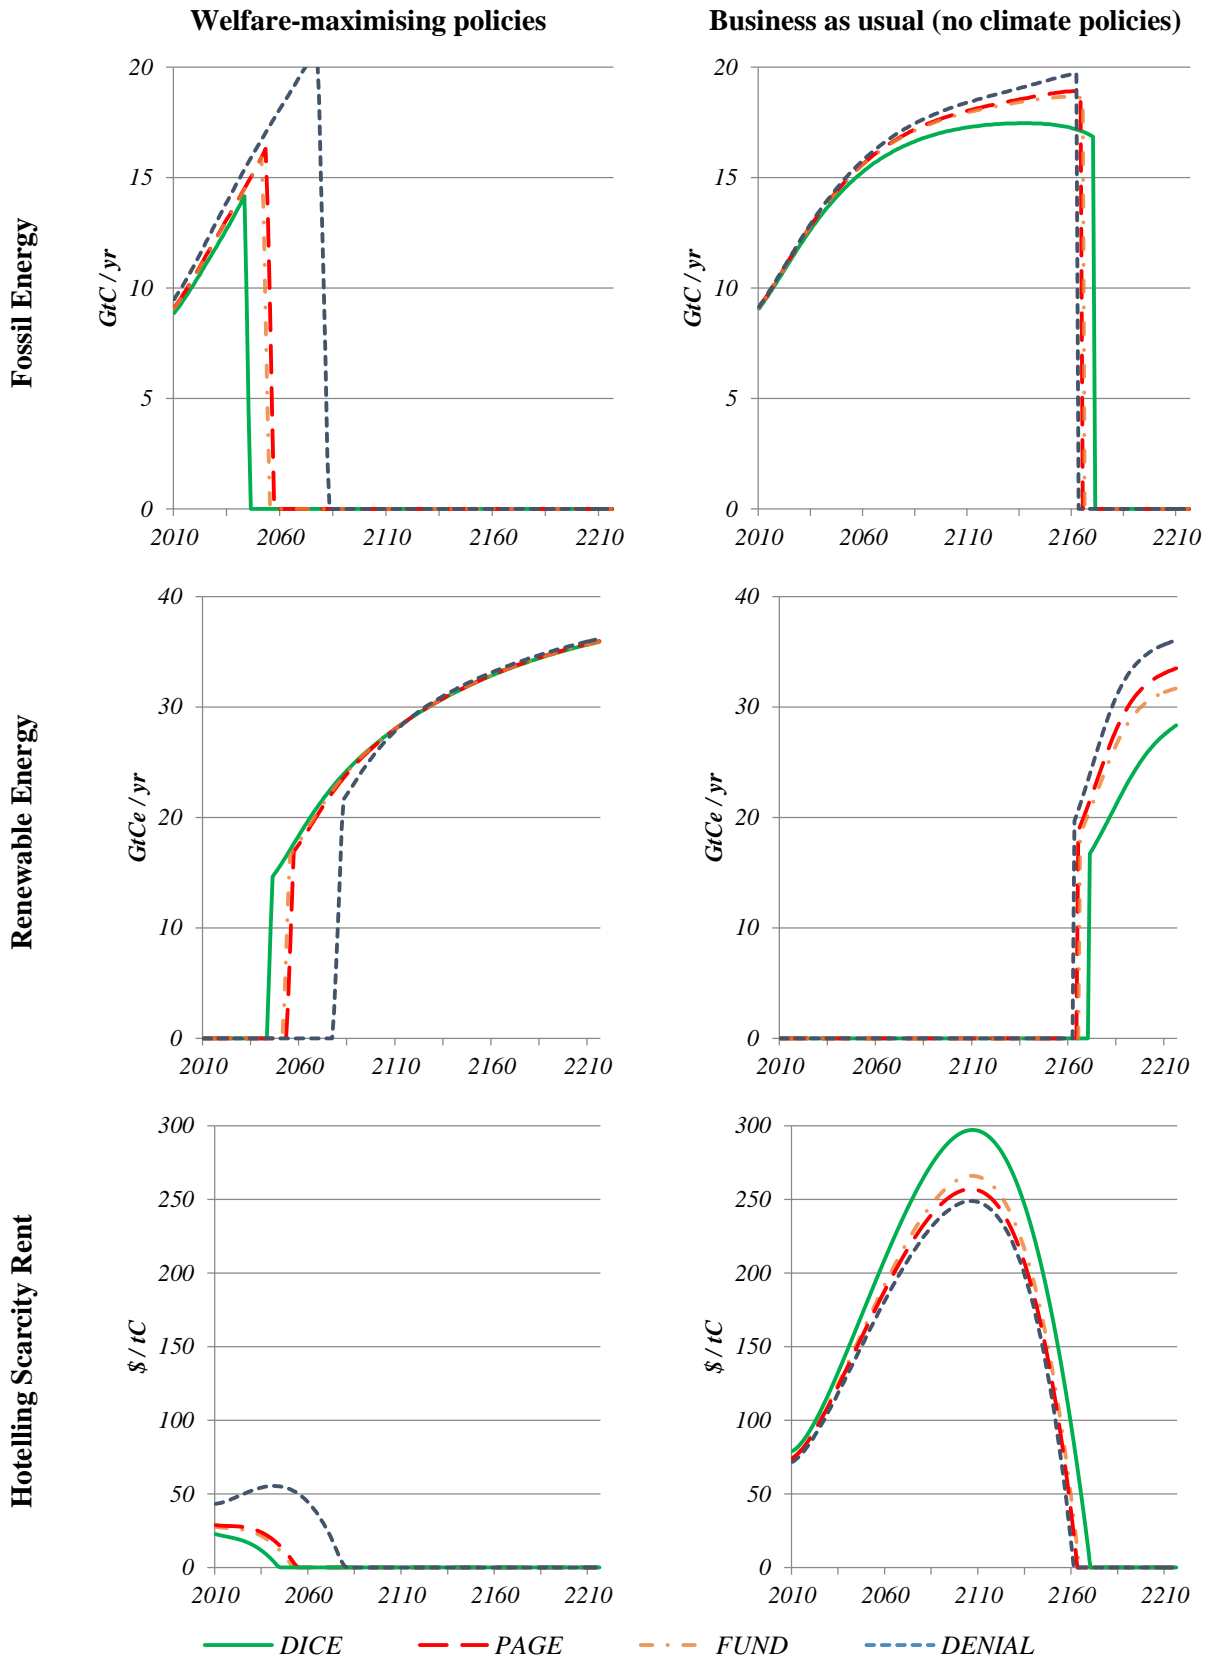 Welfare-maximising policies
Business as usual (no climate policies)
Fossil Energy
GtC / yr
20
15
10
5
0
2010 2060 2110 2160 2210
GtC / yr
20
15
10
5
0
2010 2060 2110 2160 2210
Renewable Energy
GtCe / yr
40
30
20
10
0
2010 2060 2110 2160 2210
GtCe / yr
40
30
20
10
0
2010 2060 2110 2160 2210
Hotelling Scarcity Rent
$ / tC
300
250
200
150
100
50
0
2010 2060 2110 2160 2210
$ / tC
300
250
200
150
100
50
0
2010 2060 2110 2160 2210
DICE PAGE FUND DENIAL